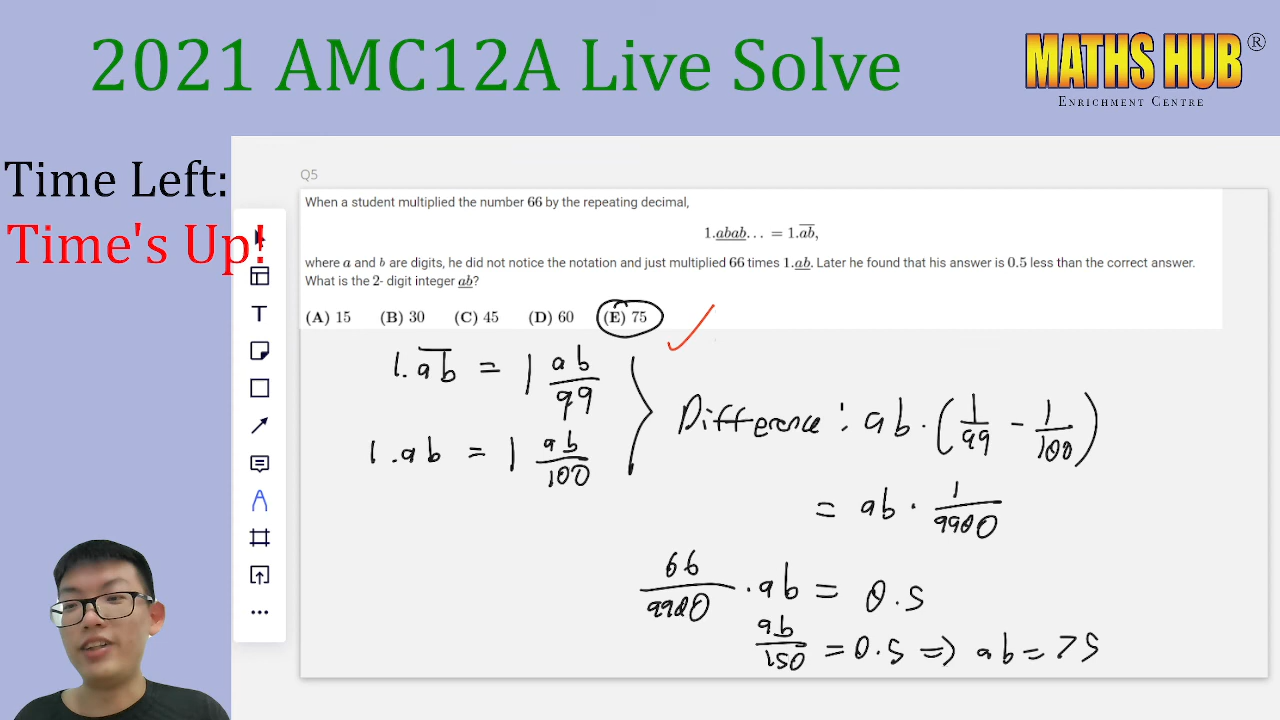 2021 AMC12A Live Solve
MATHS HUB®
ENRICHMENT CENTRE
Time Left:
Time's Up!
Q5
When a student multiplied the number 66 by the repeating decimal,
1.abab... = 1.ab,
where a and b are digits, he did not notice the notation and just multiplied 66 times 1.ab. Later he found that his answer is 0.5 less than the correct answer.
What is the 2- digit integer ab?
(A) 15 (B) 30 (C) 45 (D) 60 (E) 75
1.ab = 1 ab/99
1.ab = 1 ab/100
Difference: ab · (1/99 - 1/100)
= ab · 1/9900
66/9900 · ab = 0.5
ab/150 = 0.5 => ab = 75
T
A